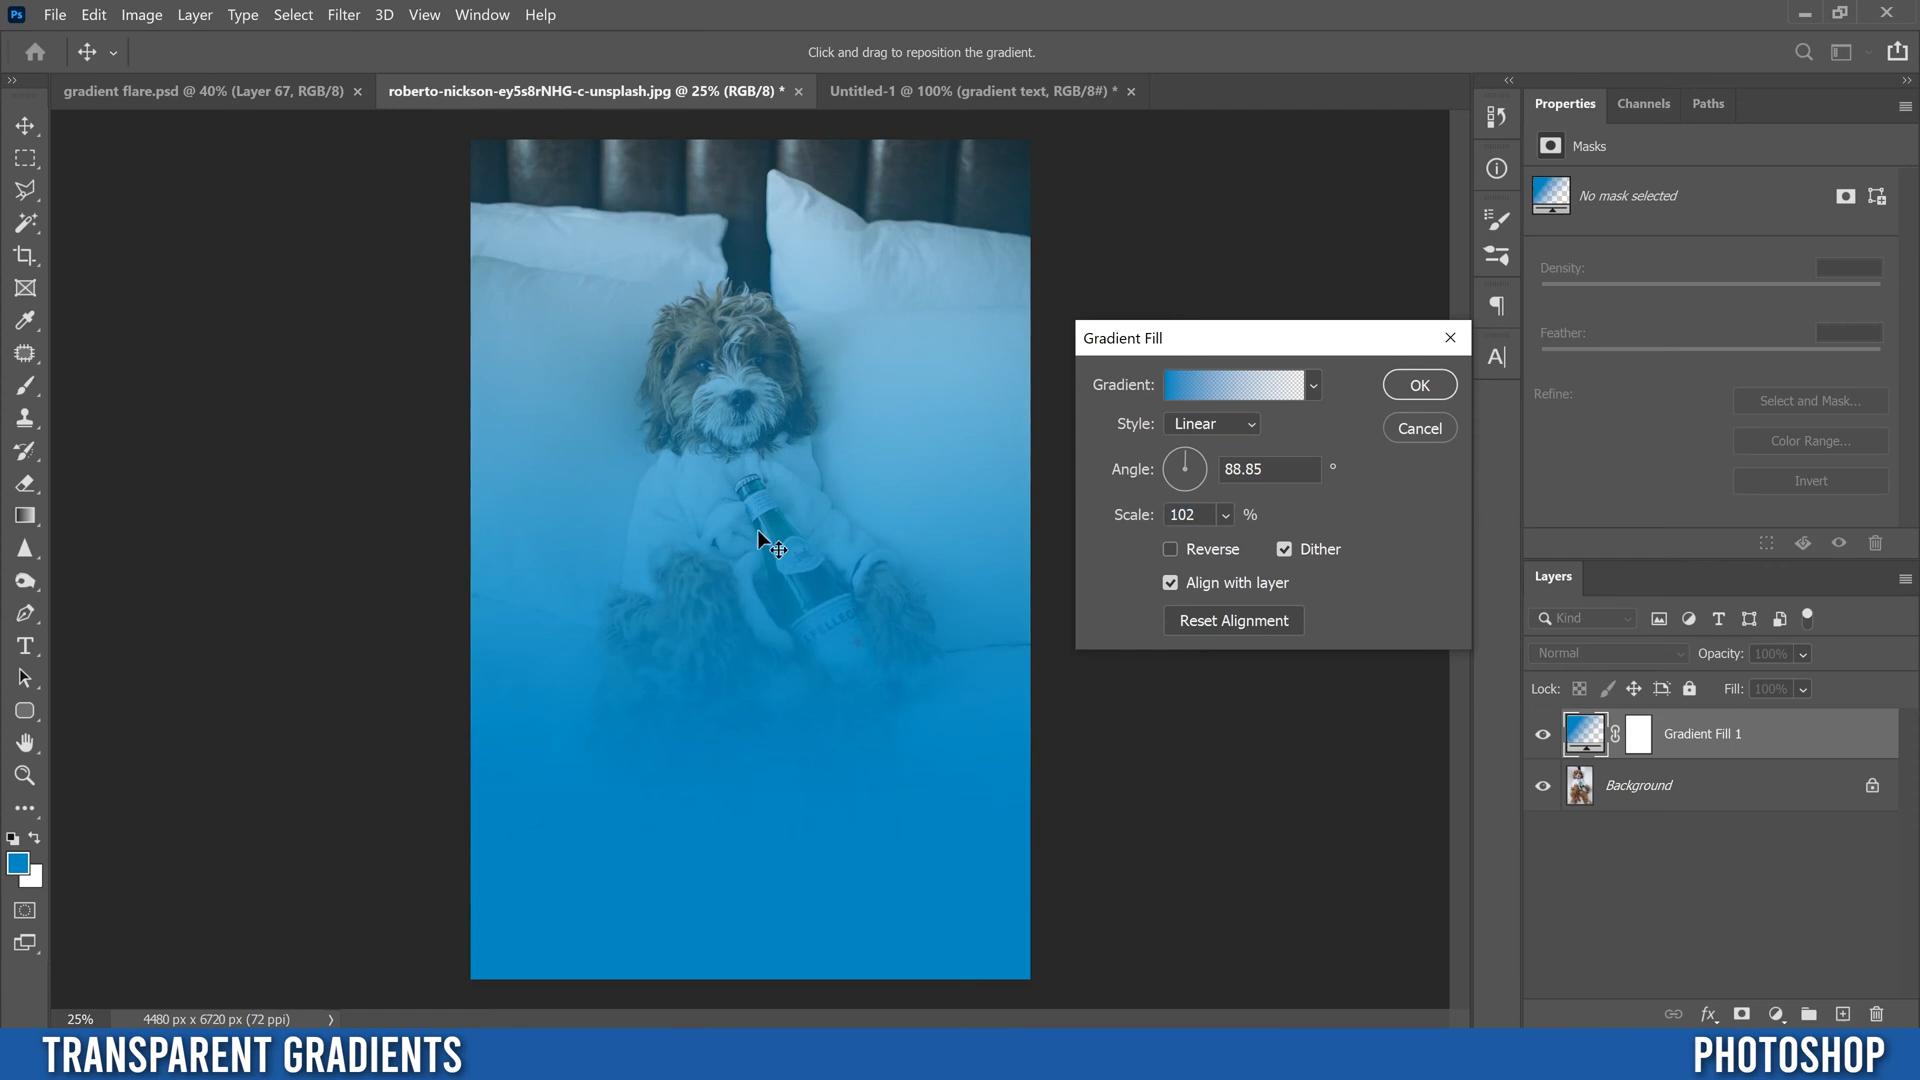 Ps File Edit Image Layer Type Select Filter 3D View Window Help
Click and drag to reposition the gradient.
gradient flare.psd @ 40% (Layer 67, RGB/8) roberto-nickson-ey5s8rNHG-c-unsplash.jpg @ 25% (RGB/8) * Untitled-1 @ 100% (gradient text, RGB/8#) *
Properties Channels Paths
Masks
No mask selected
Density:
Feather:
Refine: Select and Mask...
Color Range...
Invert
Gradient Fill
Gradient: OK
Style: Linear Cancel
Angle: 88.85 °
Scale: 102 %
Reverse Dither
Align with layer
Reset Alignment
Layers
Kind
Normal Opacity: 100%
Lock: Fill: 100%
Gradient Fill 1
Background
25% 4480 px x 6720 px (72 ppi)
TRANSPARENT GRADIENTS PHOTOSHOP